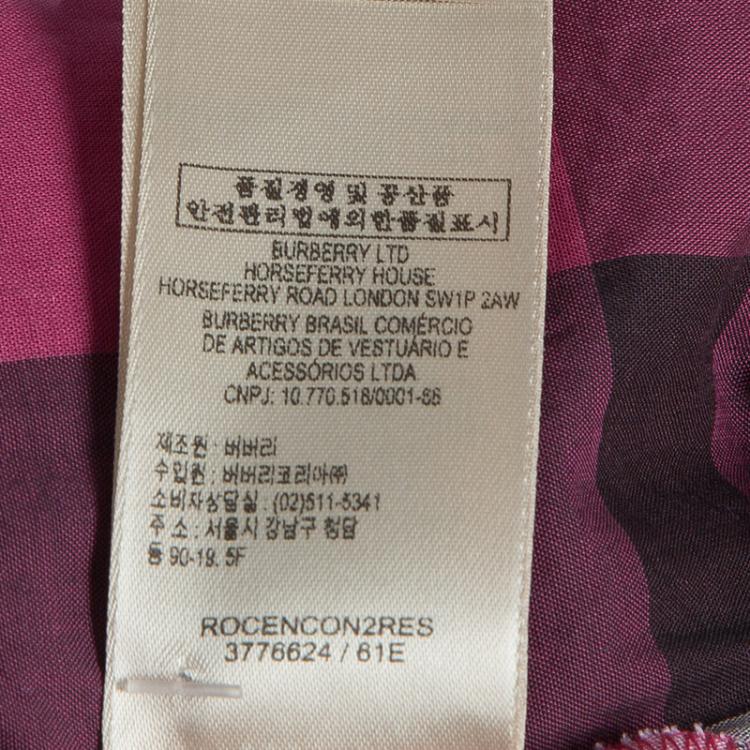 품질경영 및 공산품
안전관리법에의한품질표시
BURBERRY LTD
HORSEFERRY HOUSE
HORSEFERRY ROAD LONDON SW1P 2AW
BURBERRY BRASIL COMÉRCIO
DE ARTIGOS DE VESTUÁRIO E
ACESSÓRIOS LTDA
CNPJ: 10.770.518/0001-66
제조원 : 버버리
수입원 : 버버리코리아㈜
소비자상담실 : (02)511-5341
주 소 : 서울시 강남구 청담
동 90-19. 5F
ROCENCON2RES
3776624 / 61E